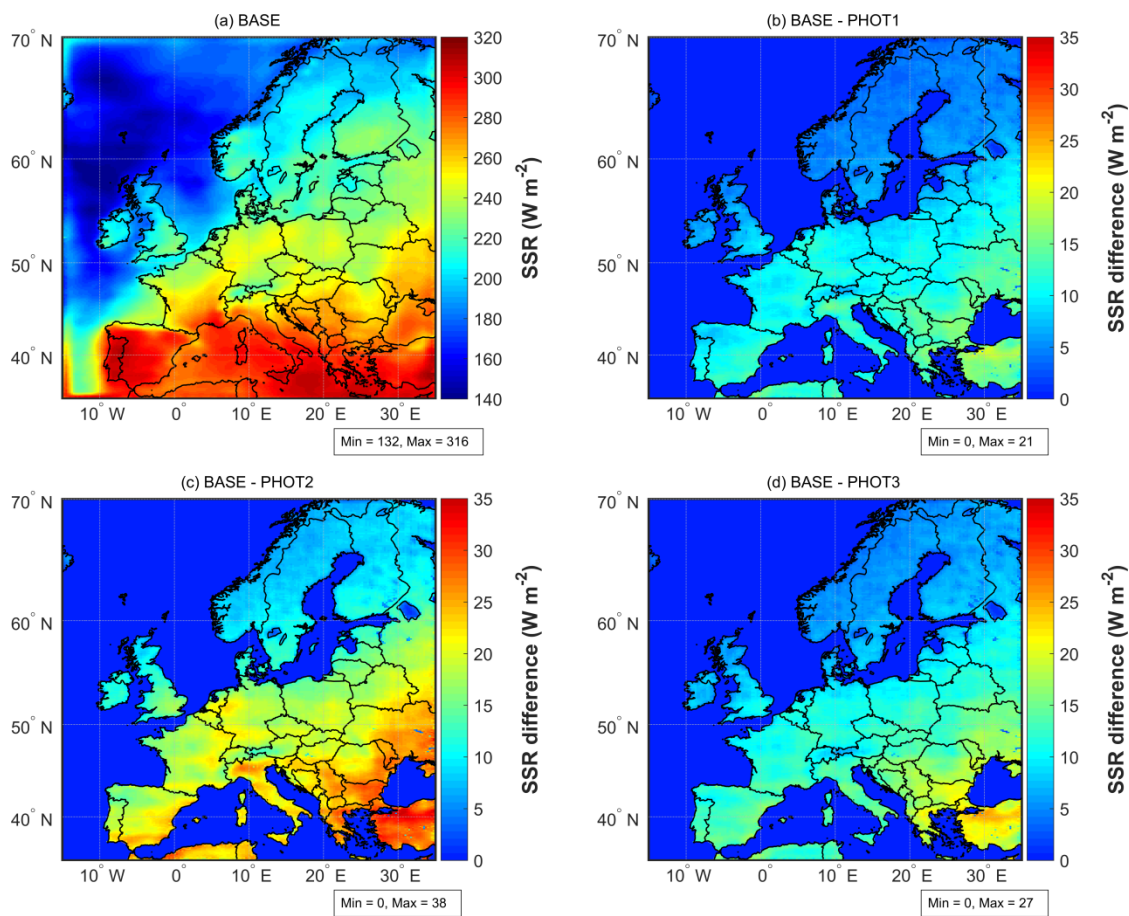 (a) BASE
70° N
60° N
50° N
40° N
10° W
0°
10° E
20° E
30° E
320
300
280
260
240
220
200
180
160
140
SSR (W m-2)
Min = 132, Max = 316
(b) BASE - PHOT1
70° N
60° N
50° N
40° N
10° W
0°
10° E
20° E
30° E
35
30
25
20
15
10
5
0
SSR difference (W m-2)
Min = 0, Max = 21
(c) BASE - PHOT2
70° N
60° N
50° N
40° N
10° W
0°
10° E
20° E
30° E
35
30
25
20
15
10
5
0
SSR difference (W m-2)
Min = 0, Max = 38
(d) BASE - PHOT3
70° N
60° N
50° N
40° N
10° W
0°
10° E
20° E
30° E
35
30
25
20
15
10
5
0
SSR difference (W m-2)
Min = 0, Max = 27